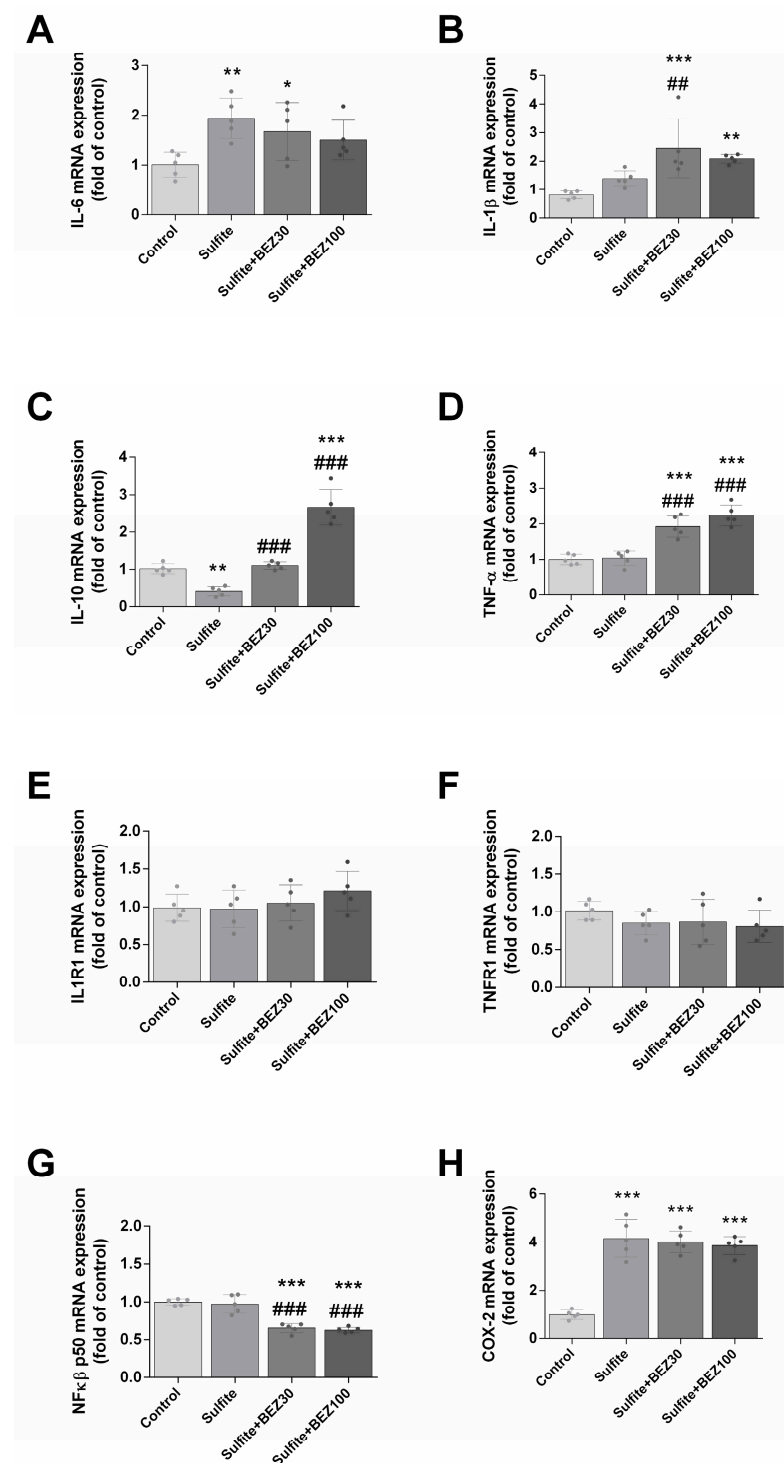 A
IL-6 mRNA expression
(fold of control)
3
2
1
0
**
*
Control
Sulfite
Sulfite+BEZ30
Sulfite+BEZ100
B
IL-1β mRNA expression
(fold of control)
5
4
3
2
1
0
***
##
**
Control
Sulfite
Sulfite+BEZ30
Sulfite+BEZ100
C
IL-10 mRNA expression
(fold of control)
4
3
2
1
0
**
###
***
###
Control
Sulfite
Sulfite+BEZ30
Sulfite+BEZ100
D
TNF-α mRNA expression
(fold of control)
4
3
2
1
0
***
###
***
###
Control
Sulfite
Sulfite+BEZ30
Sulfite+BEZ100
E
IL1R1 mRNA expression
(fold of control)
2.0
1.5
1.0
0.5
0.0
Control
Sulfite
Sulfite+BEZ30
Sulfite+BEZ100
F
TNFR1 mRNA expression
(fold of control)
2.0
1.5
1.0
0.5
0.0
Control
Sulfite
Sulfite+BEZ30
Sulfite+BEZ100
G
NFκβ p50 mRNA expression
(fold of control)
2.0
1.5
1.0
0.5
0.0
***
###
***
###
Control
Sulfite
Sulfite+BEZ30
Sulfite+BEZ100
H
COX-2 mRNA expression
(fold of control)
6
4
2
0
***
***
***
Control
Sulfite
Sulfite+BEZ30
Sulfite+BEZ100